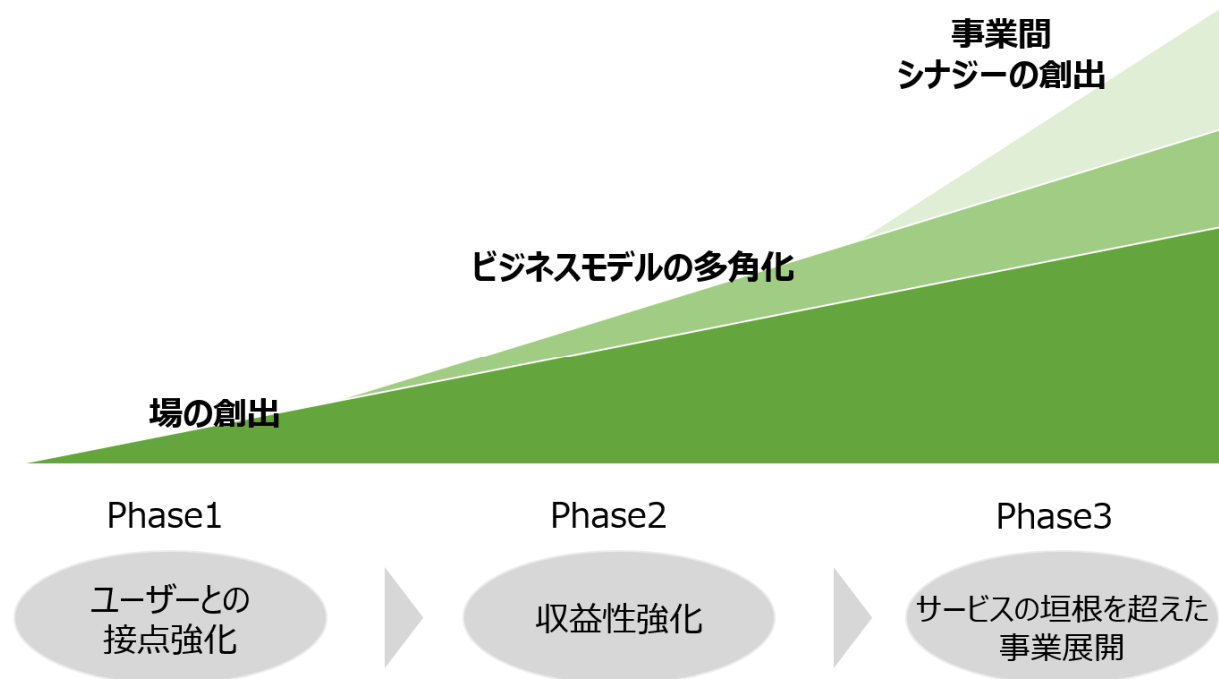 事業間
シナジーの創出
ビジネスモデルの多角化
場の創出
Phase1
Phase2
Phase3
ユーザーとの
接点強化
収益性強化
サービスの垣根を超えた
事業展開